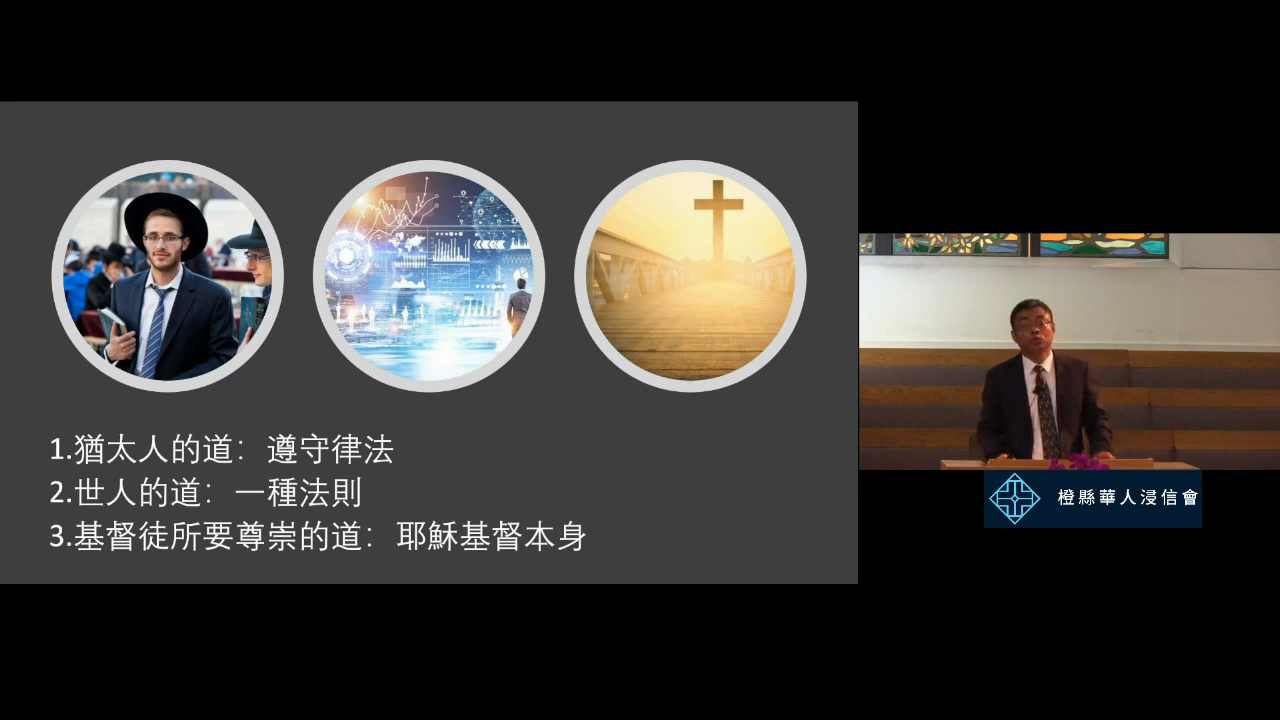 1.猶太人的道：遵守律法
2.世人的道：一種法則
3.基督徒所要尊崇的道：耶穌基督本身
橙縣華人浸信會